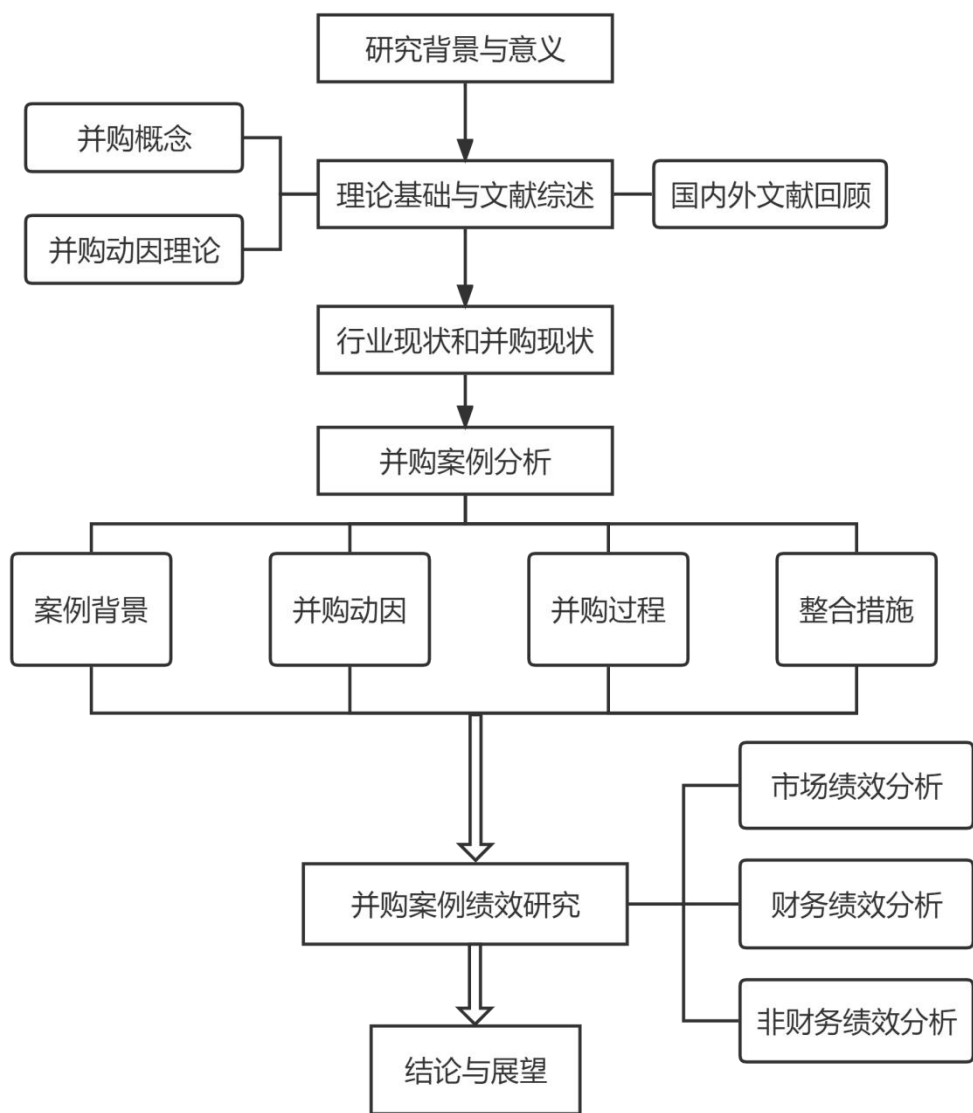 研究背景与意义
并购概念
理论基础与文献综述
国内外文献回顾
并购动因理论
行业现状和并购现状
并购案例分析
案例背景
并购动因
并购过程
整合措施
市场绩效分析
并购案例绩效研究
财务绩效分析
非财务绩效分析
结论与展望